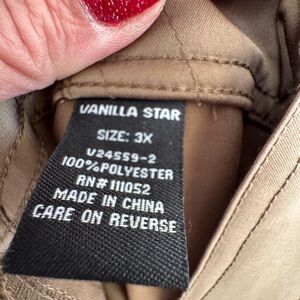 VANILLA STAR
SIZE: 3X
V24559-2
100%POLYESTER
RN# 111052
MADE IN CHINA
CARE ON REVERSE